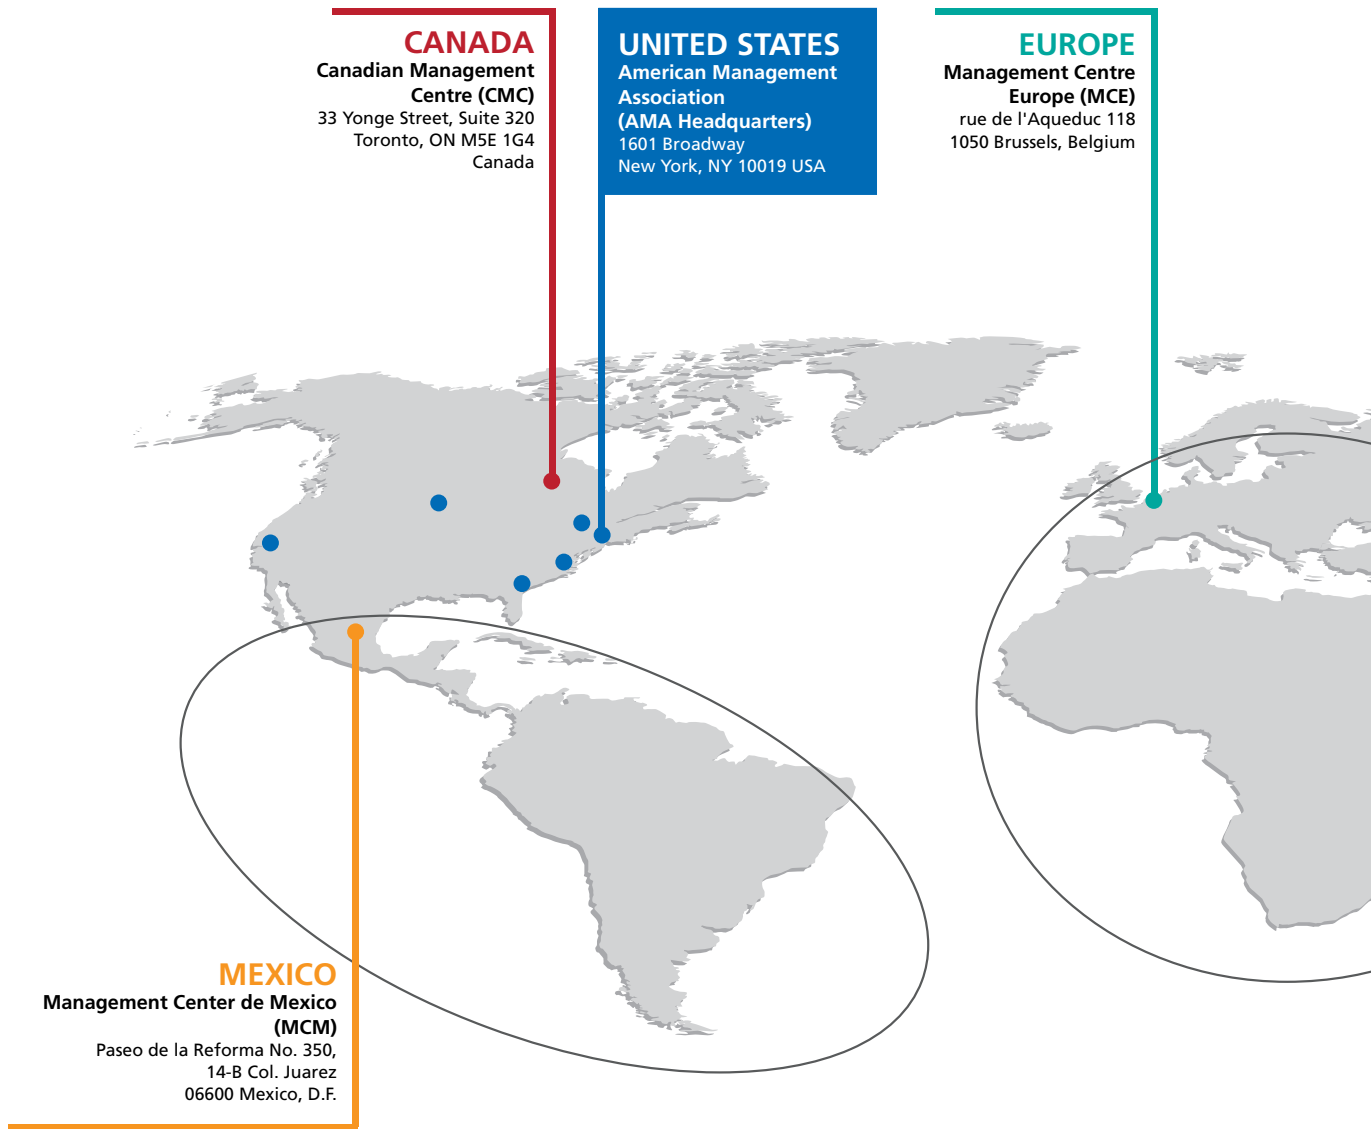 CANADA
Canadian Management
Centre (CMC)
33 Yonge Street, Suite 320
Toronto, ON M5E 1G4
Canada
UNITED STATES
American Management
Association
(AMA Headquarters)
1601 Broadway
New York, NY 10019 USA
EUROPE
Management Centre
Europe (MCE)
rue de l'Aqueduc 118
1050 Brussels, Belgium
MEXICO
Management Center de Mexico
(MCM)
Paseo de la Reforma No. 350,
14-B Col. Juarez
06600 Mexico, D.F.